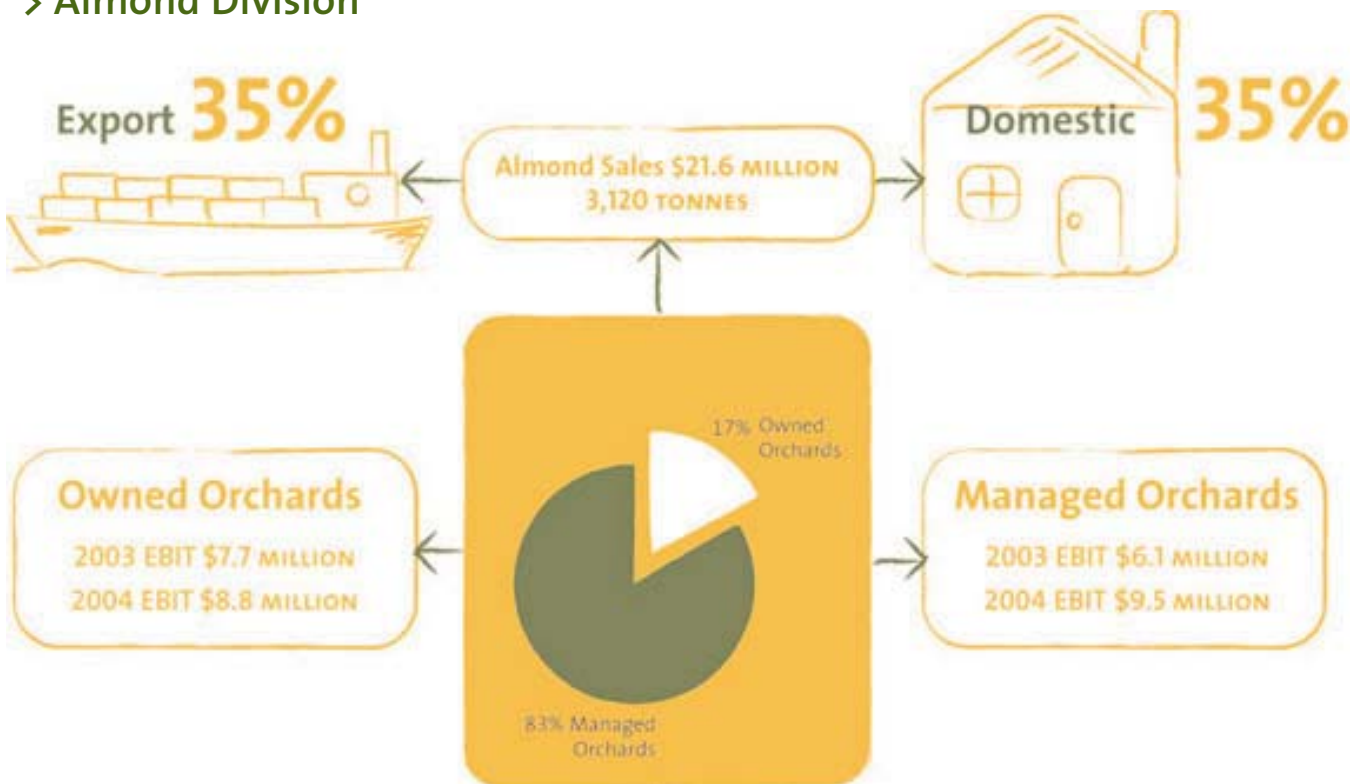 > Almond Division
Export 35%
Almond Sales $21.6 MILLION
3,120 TONNES
Domestic 35%
17% Owned
Orchards
83% Managed
Orchards
Owned Orchards
2003 EBIT $7.7 MILLION
2004 EBIT $8.8 MILLION
Managed Orchards
2003 EBIT $6.1 MILLION
2004 EBIT $9.5 MILLION